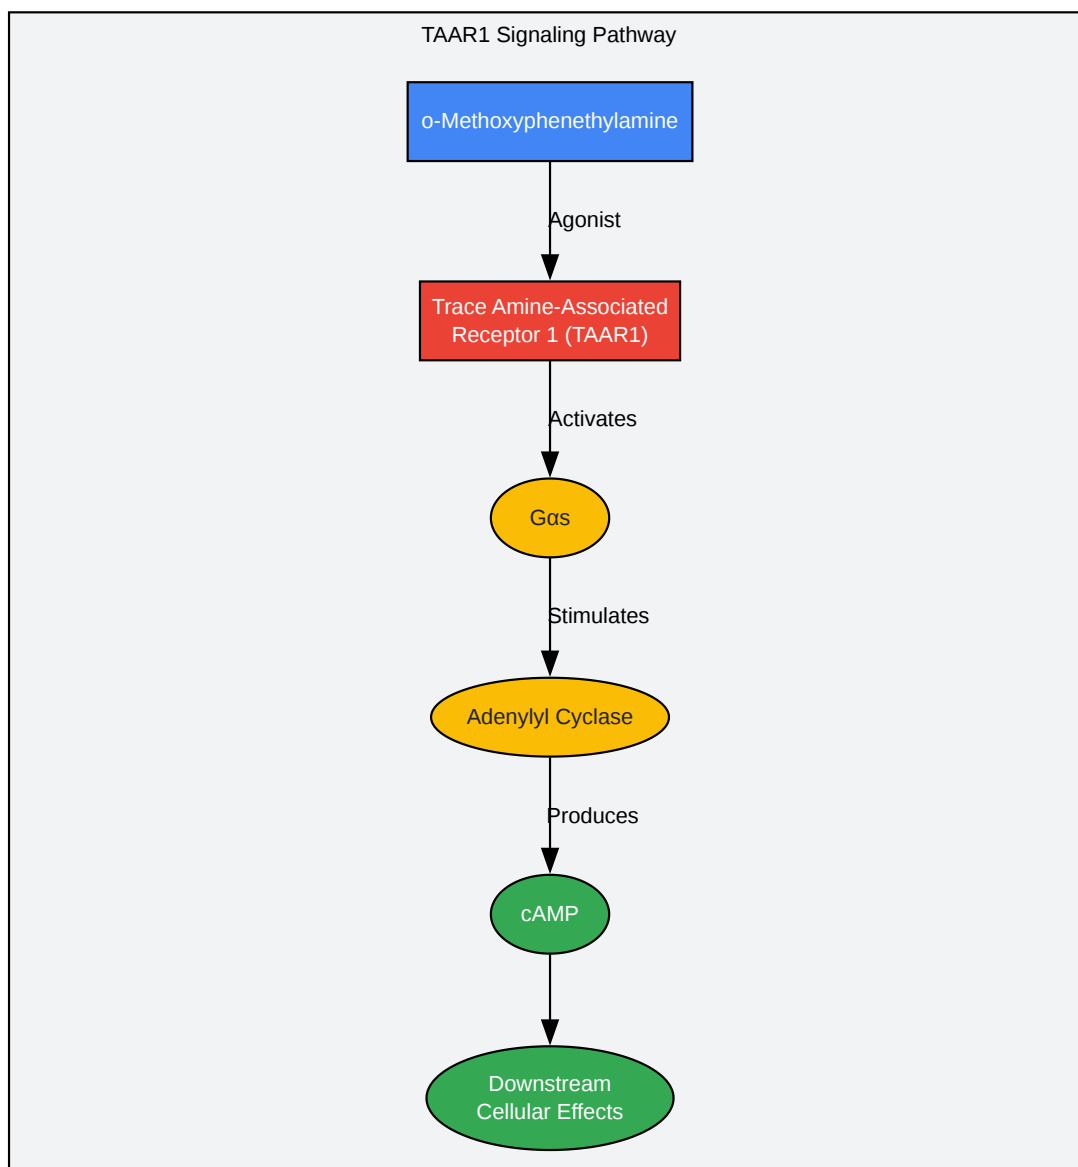 TAAR1 Signaling Pathway
o-Methoxyphenethylamine
Agonist
Trace Amine-Associated
Receptor 1 (TAAR1)
Activates
Gαs
Stimulates
Adenylyl Cyclase
Produces
cAMP
Downstream
Cellular Effects